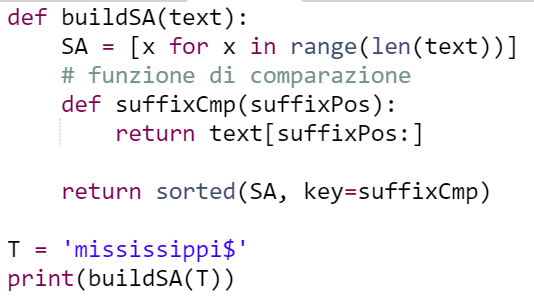 def buildSA(text):
    SA = [x for x in range(len(text))]
    # funzione di comparazione
    def suffixCmp(suffixPos):
        return text[suffixPos:]

    return sorted(SA, key=suffixCmp)

T = 'mississippi$'
print(buildSA(T))